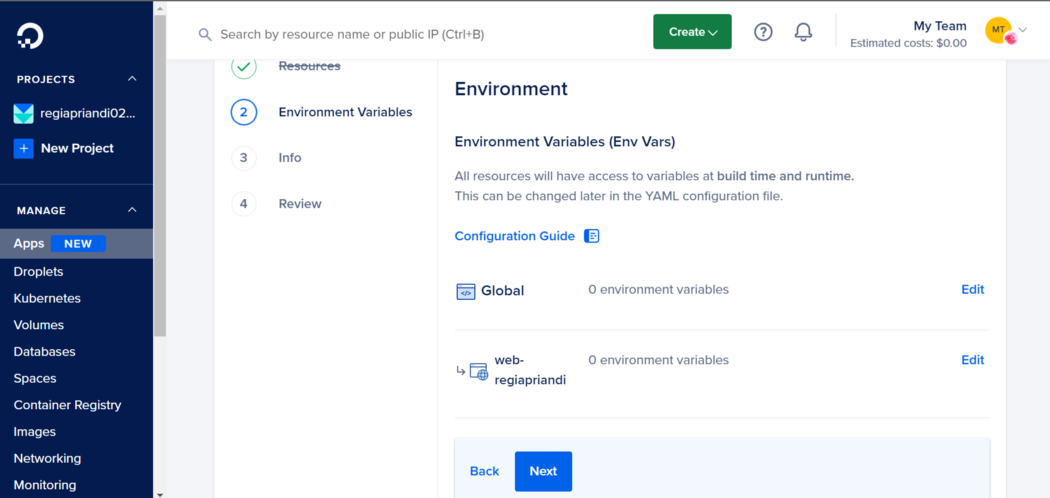 Search by resource name or public IP (Ctrl+B)
Create
?
My Team
Estimated costs: $0.00
MT
PROJECTS
regiapriandi02...
+ New Project
MANAGE
Apps NEW
Droplets
Kubernetes
Volumes
Databases
Spaces
Container Registry
Images
Networking
Monitoring
Resources
2 Environment Variables
3 Info
4 Review
Environment
Environment Variables (Env Vars)
All resources will have access to variables at build time and runtime.
This can be changed later in the YAML configuration file.
Configuration Guide
Global 0 environment variables Edit
web-
regiapriandi
0 environment variables Edit
Back Next